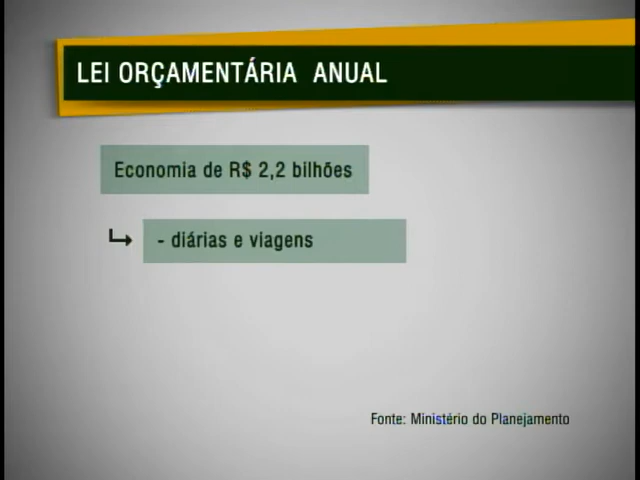 LEI ORÇAMENTÁRIA ANUAL
Economia de R$ 2,2 bilhões
- diárias e viagens
Fonte: Ministério do Planejamento